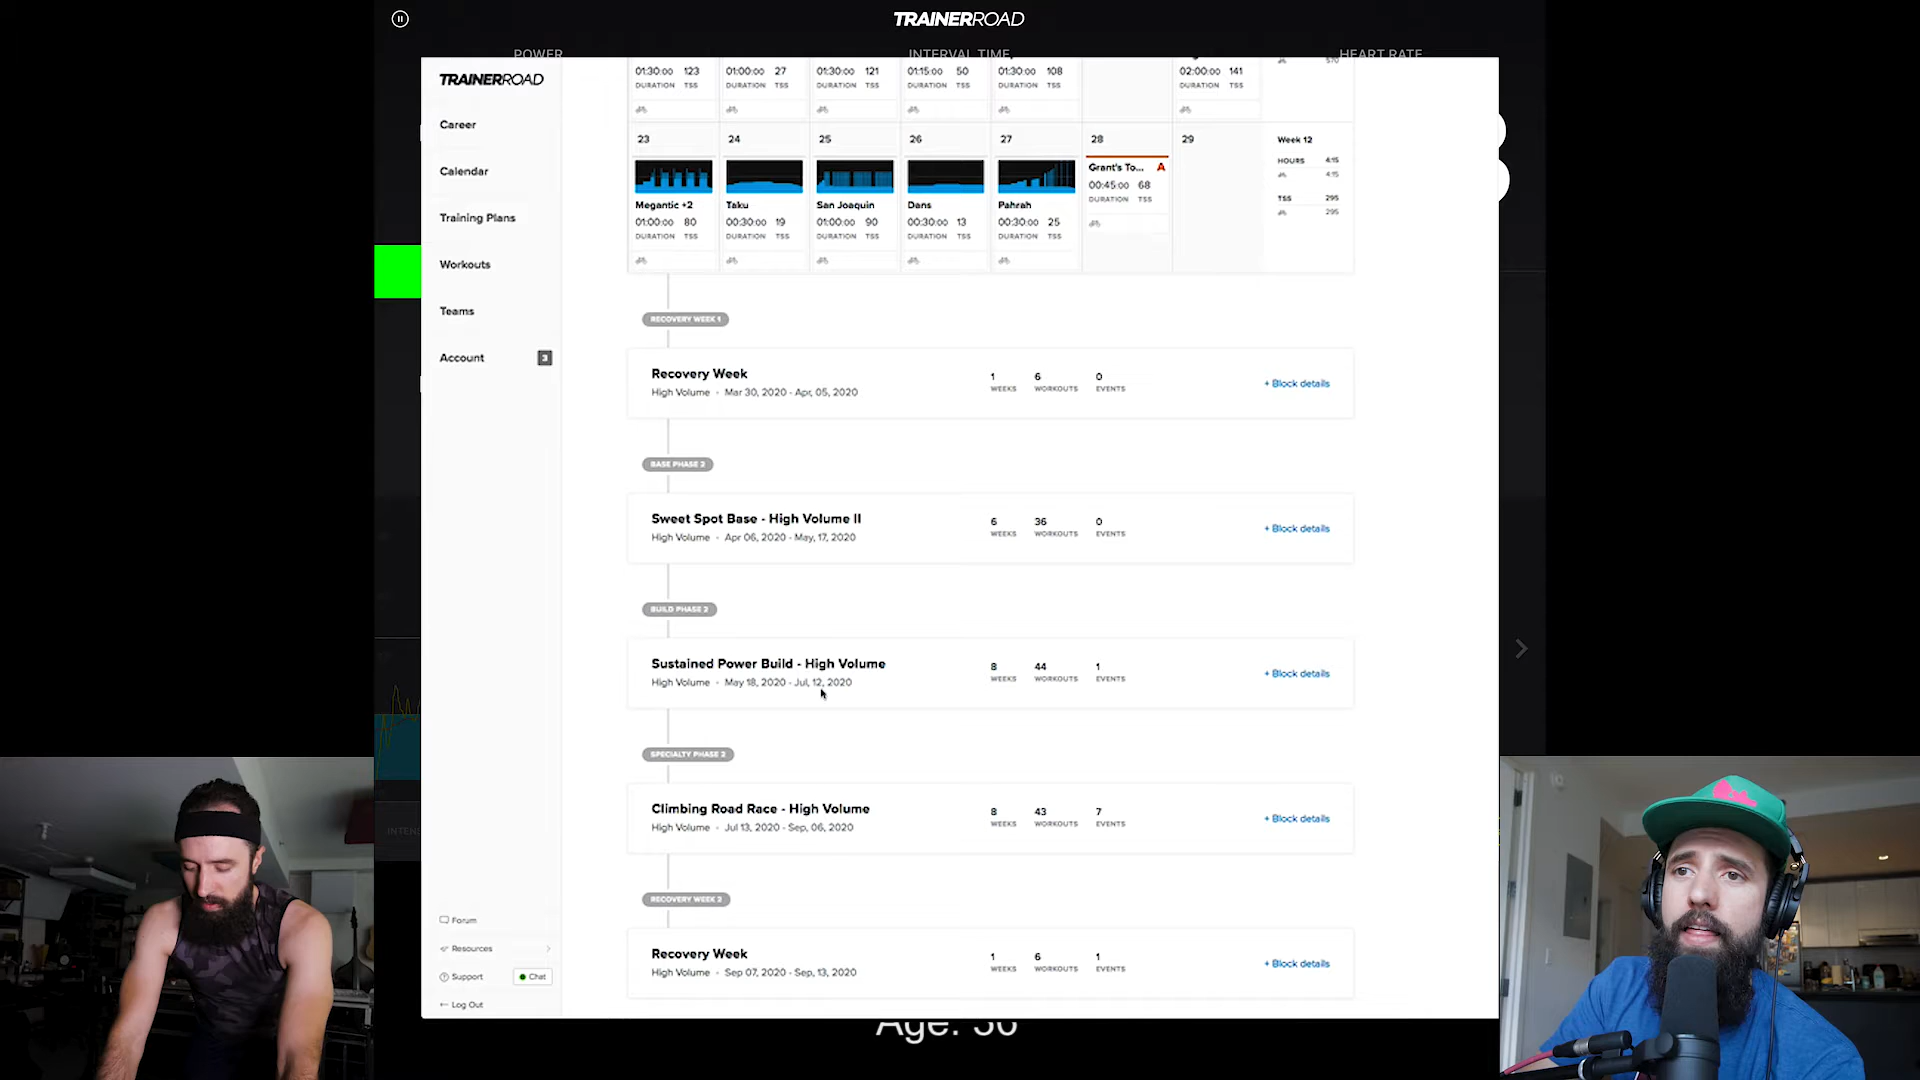 TRAINERROAD
POWER INTERVAL TIME HEART RATE
TRAINERROAD
Career
Calendar
Training Plans
Workouts
Teams
Account 3
Forum
Resources
Support Chat
Log Out
01:30:00 123 01:00:00 27 01:30:00 121 01:15:00 50 01:30:00 108 02:00:00 141
DURATION TSS DURATION TSS DURATION TSS DURATION TSS DURATION TSS DURATION TSS
570
23 24 25 26 27 28 29 Week 12
Grant's To... A
HOURS 4:15
4:15
TSS 295
295
Megantic +2 Taku San Joaquin Dans Pahrah
01:00:00 80 00:30:00 19 01:00:00 90 00:30:00 13 00:30:00 25 00:45:00 68
DURATION TSS DURATION TSS DURATION TSS DURATION TSS DURATION TSS DURATION TSS
RECOVERY WEEK 1
Recovery Week
High Volume • Mar 30, 2020 - Apr, 05, 2020
1 WEEKS 6 WORKOUTS 0 EVENTS
+ Block details
BASE PHASE 2
Sweet Spot Base - High Volume II
High Volume • Apr 06, 2020 - May, 17, 2020
6 WEEKS 36 WORKOUTS 0 EVENTS
+ Block details
BUILD PHASE 2
Sustained Power Build - High Volume
High Volume • May 18, 2020 - Jul, 12, 2020
8 WEEKS 44 WORKOUTS 1 EVENTS
+ Block details
SPECIALTY PHASE 2
Climbing Road Race - High Volume
High Volume • Jul 13, 2020 - Sep, 06, 2020
8 WEEKS 43 WORKOUTS 7 EVENTS
+ Block details
RECOVERY WEEK 2
Recovery Week
High Volume • Sep 07, 2020 - Sep, 13, 2020
1 WEEKS 6 WORKOUTS 1 EVENTS
+ Block details
Age: